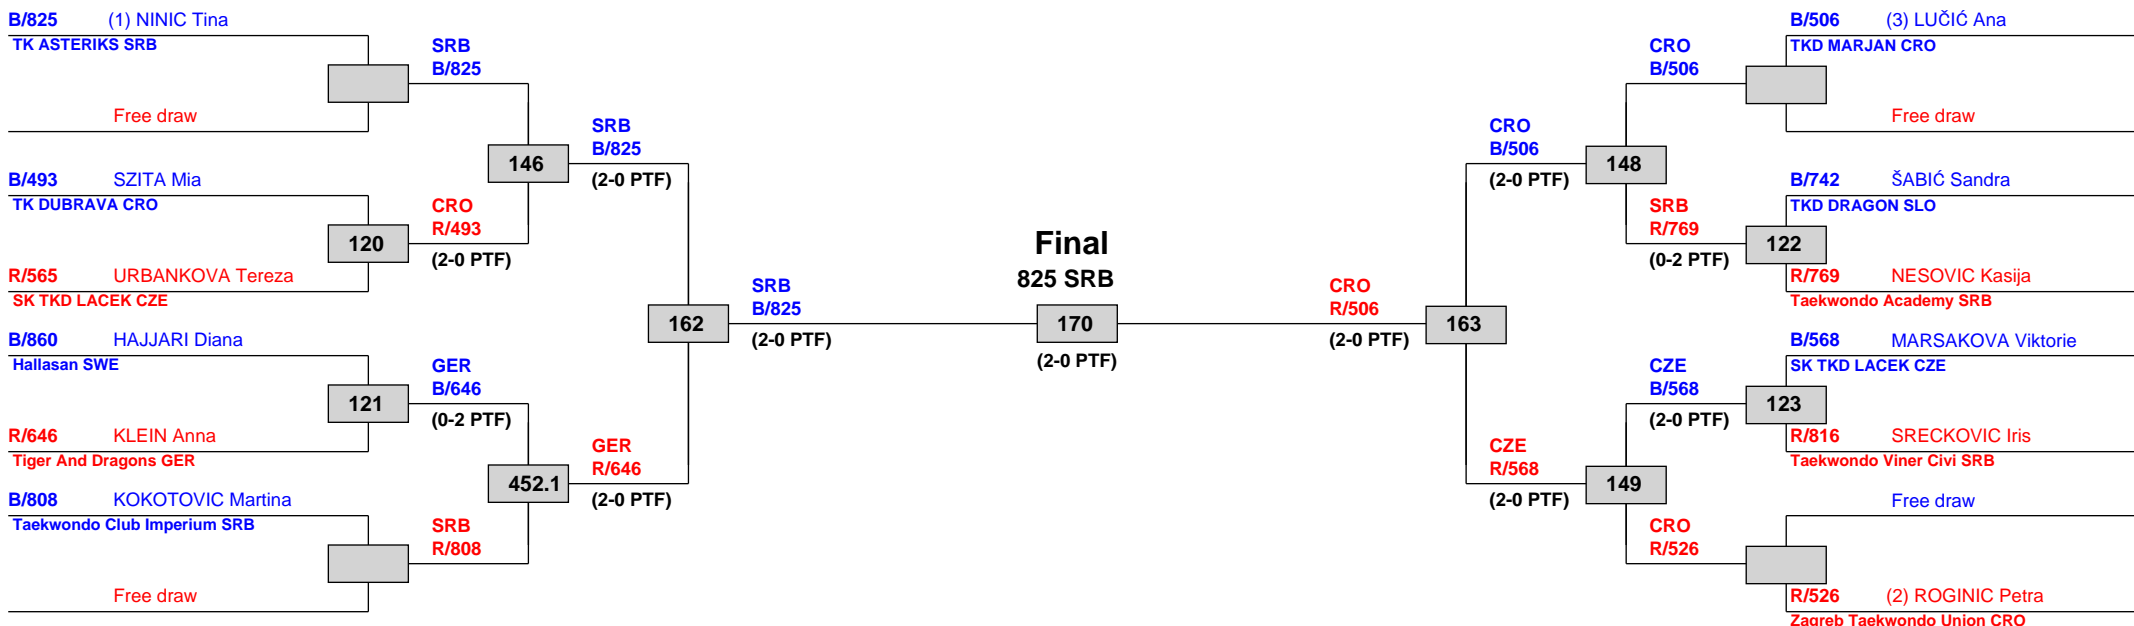 B/825 (1) NINIC Tina
TK ASTERIKS SRB
Free draw
B/493 SZITA Mia
TK DUBRAVA CRO
R/565 URBANKOVA Tereza
SK TKD LACEK CZE
B/860 HAJJARI Diana
Hallasan SWE
R/646 KLEIN Anna
Tiger And Dragons GER
B/808 KOKOTOVIC Martina
Taekwondo Club Imperium SRB
Free draw
120
121
SRB
B/825
CRO
R/493
(2-0 PTF)
GER
B/646
(0-2 PTF)
SRB
R/808
146
452.1
SRB
B/825
(2-0 PTF)
GER
R/646
(2-0 PTF)
162
SRB
B/825
(2-0 PTF)
Final
825 SRB
170
(2-0 PTF)
CRO
R/506
(2-0 PTF)
163
CRO
B/506
(2-0 PTF)
CZE
R/568
(2-0 PTF)
148
149
CRO
B/506
SRB
R/769
(0-2 PTF)
CZE
B/568
(2-0 PTF)
CRO
R/526
122
123
B/506 (3) LUČIĆ Ana
TKD MARJAN CRO
Free draw
B/742 ŠABIĆ Sandra
TKD DRAGON SLO
R/769 NESOVIC Kasija
Taekwondo Academy SRB
B/568 MARSAKOVA Viktorie
SK TKD LACEK CZE
R/816 SRECKOVIC Iris
Taekwondo Viner Civi SRB
Free draw
R/526 (2) ROGINIC Petra
Zagreb Taekwondo Union CRO